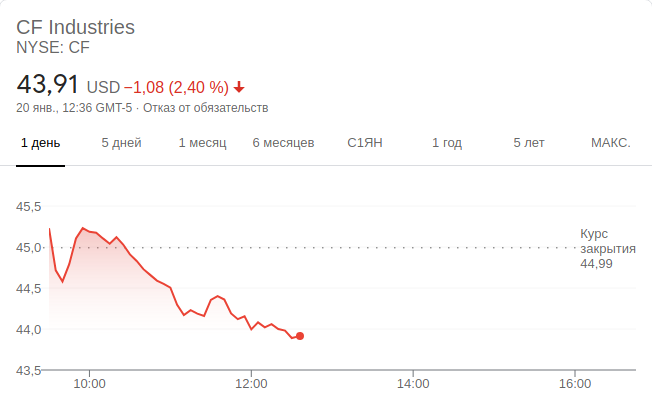 CF Industries
NYSE: CF
43,91 USD −1,08 (2,40 %)
20 янв., 12:36 GMT-5 · Отказ от обязательств
1 день 5 дней 1 месяц 6 месяцев С1ЯН 1 год 5 лет МАКС.
45,5
45,0
44,5
44,0
43,5
Курс
закрытия
44,99
10:00 12:00 14:00 16:00